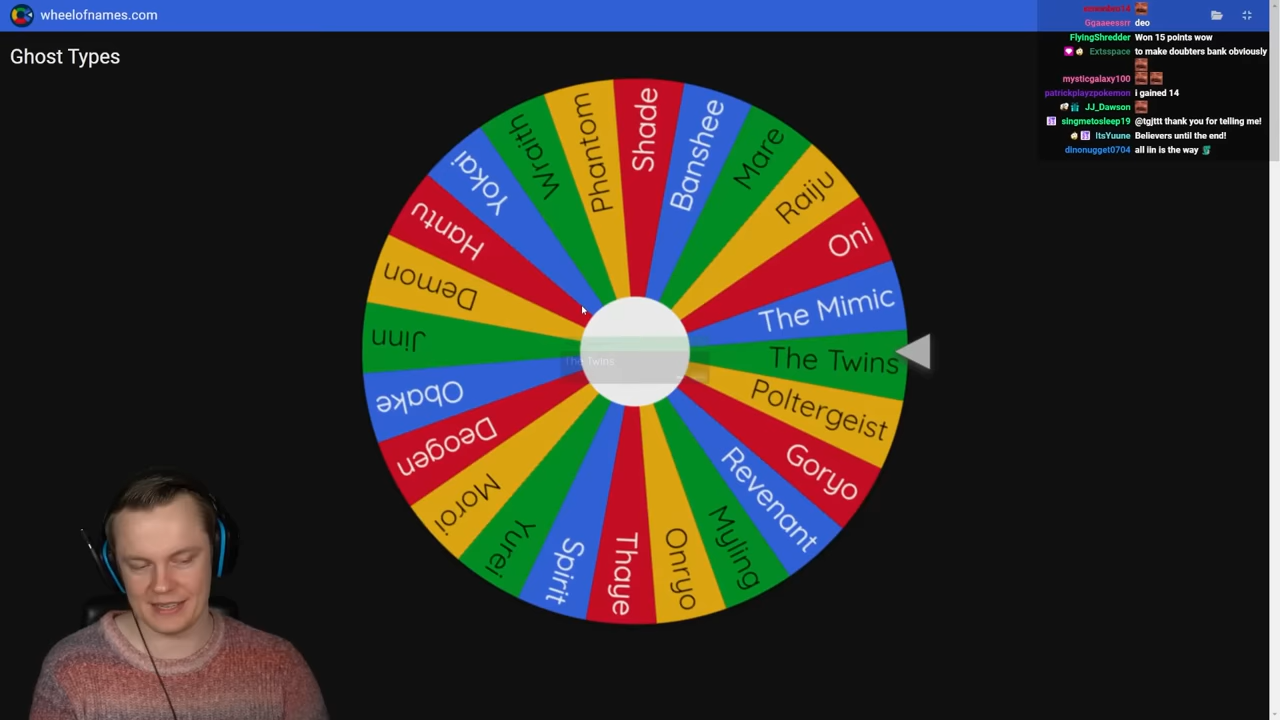 wheelofnames.com
Ghost Types
Shade
Banshee
Mare
Raiju
Oni
The Mimic
The Twins
Poltergeist
Goryo
Revenant
Myling
Onryo
Thaye
Spirit
Yurei
Moroi
Deogen
Obake
Jinn
Demon
Hantu
Yokai
Wraith
Phantom
The Twins
Ggaaeessrr deo
FlyingShredder Won 15 points wow
Extsspace to make doubters bank obviously
mysticgalaxy100
patrickplayzpokemon i gained 14
JJ_Dawson
singmetosleep19 @tgjttt thank you for telling me!
ItsYuune Believers until the end!
dinonugget0704 all lin is the way